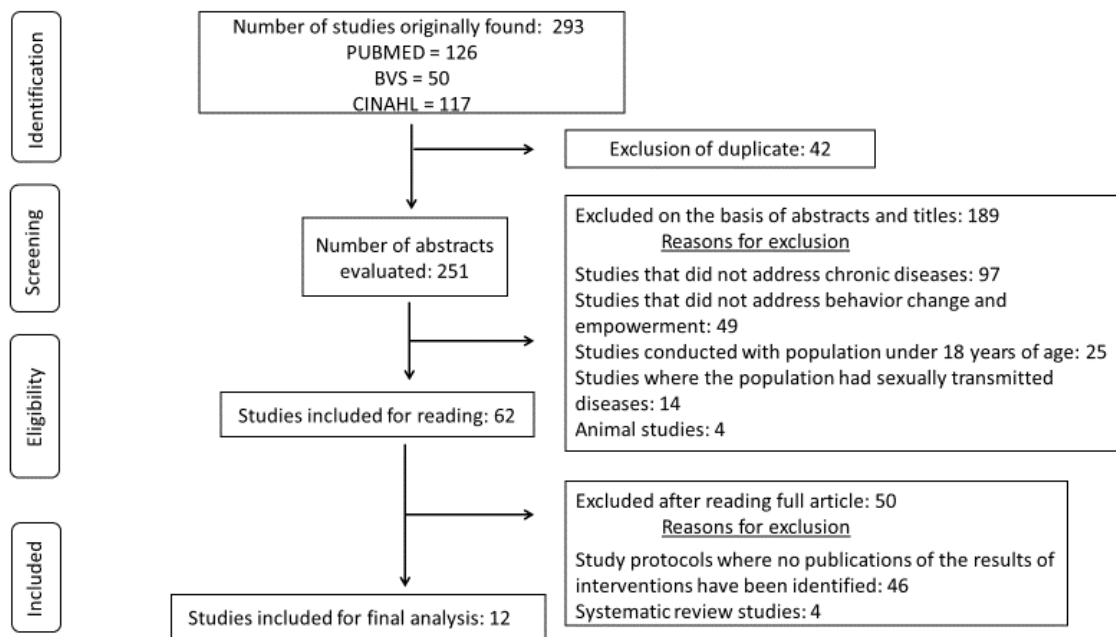 Identification
Number of studies originally found: 293
PUBMED = 126
BVS = 50
CINAHL = 117
Exclusion of duplicate: 42
Screening
Number of abstracts
evaluated: 251
Excluded on the basis of abstracts and titles: 189
Reasons for exclusion
Studies that did not address chronic diseases: 97
Studies that did not address behavior change and
empowerment: 49
Studies conducted with population under 18 years of age: 25
Studies where the population had sexually transmitted
diseases: 14
Animal studies: 4
Eligibility
Studies included for reading: 62
Excluded after reading full article: 50
Reasons for exclusion
Study protocols where no publications of the results of
interventions have been identified: 46
Systematic review studies: 4
Included
Studies included for final analysis: 12